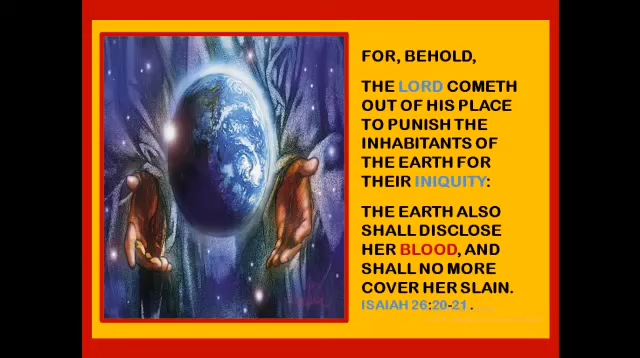 FOR, BEHOLD,
THE LORD COMETH
OUT OF HIS PLACE
TO PUNISH THE
INHABITANTS OF
THE EARTH FOR
THEIR INIQUITY:
THE EARTH ALSO
SHALL DISCLOSE
HER BLOOD, AND
SHALL NO MORE
COVER HER SLAIN.
ISAIAH 26:20-21.